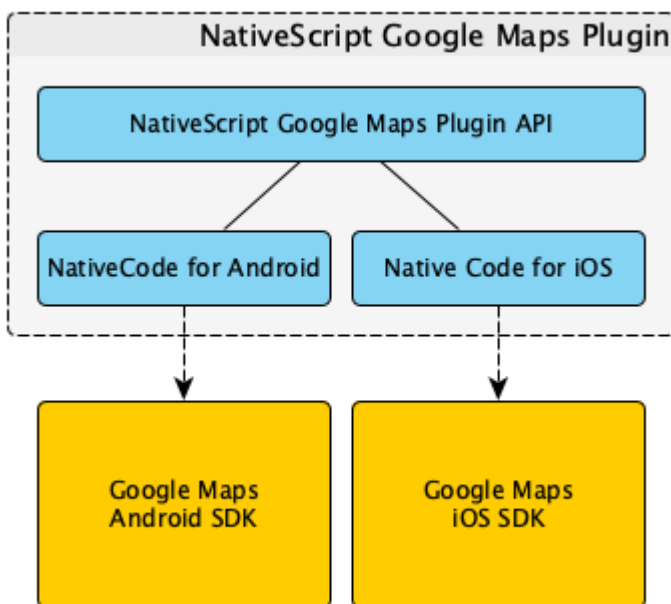 NativeScript Google Maps Plugin
NativeScript Google Maps Plugin API
NativeCode for Android
Native Code for iOS
Google Maps
Android SDK
Google Maps
iOS SDK